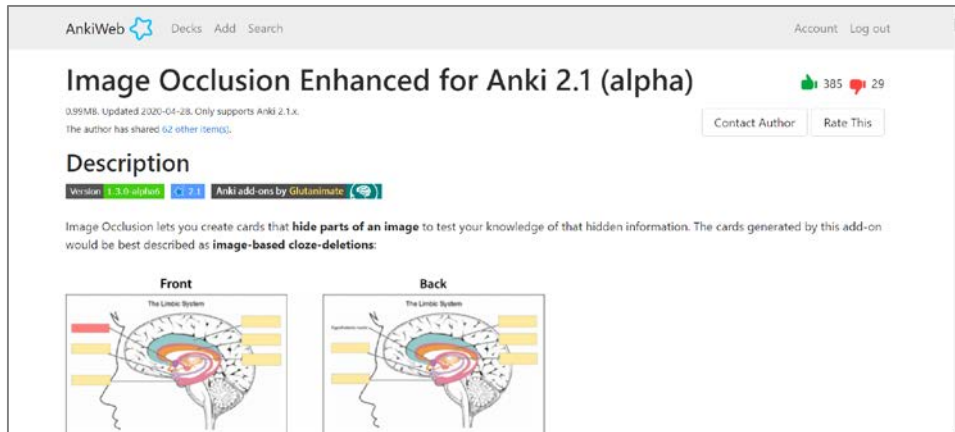 AnkiWeb Decks Add Search Account Log out
Image Occlusion Enhanced for Anki 2.1 (alpha)
385 29
0.99MB. Updated 2020-04-28. Only supports Anki 2.1.x.
The author has shared 62 other item(s).
Contact Author Rate This
Description
Version 1.3.0-alpha6 2.1 Anki add-ons by Glutanimate
Image Occlusion lets you create cards that hide parts of an image to test your knowledge of that hidden information. The cards generated by this add-on
would be best described as image-based cloze-deletions:
Front Back
The Limbic System The Limbic System